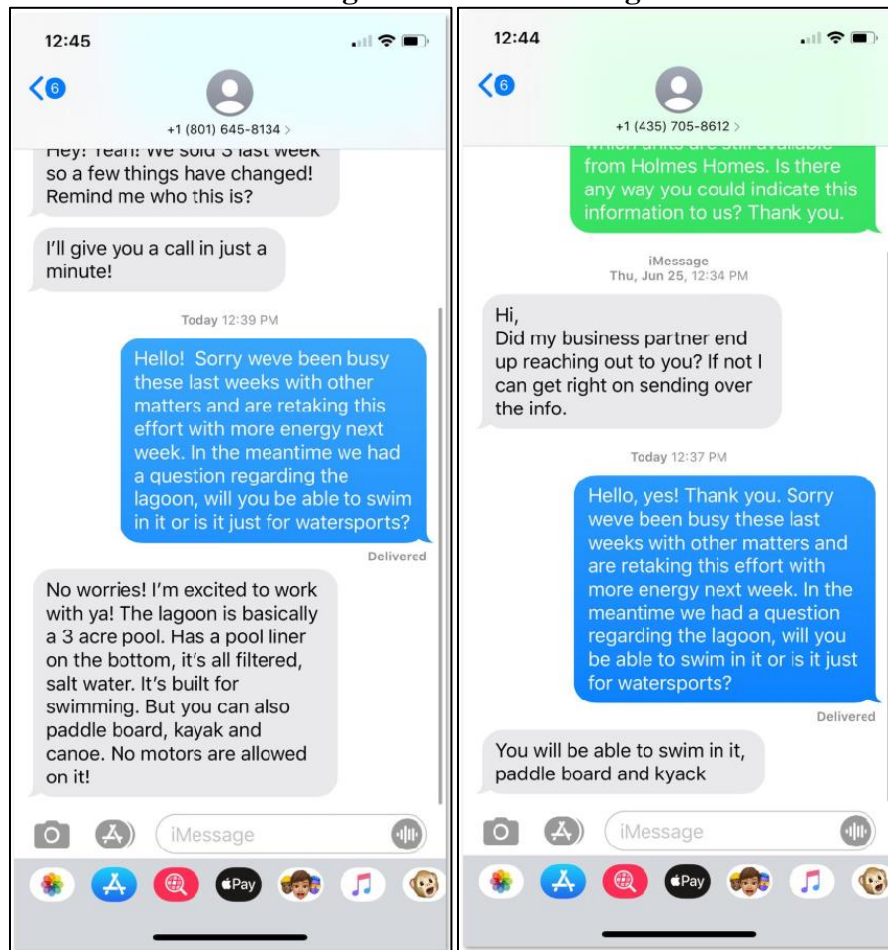 12:45
6
+1 (801) 645-8134 >
Hey! Yeah! We sold 3 last week
so a few things have changed!
Remind me who this is?
I'll give you a call in just a
minute!
Today 12:39 PM
Hello! Sorry weve been busy
these last weeks with other
matters and are retaking this
effort with more energy next
week. In the meantime we had
a question regarding the
lagoon, will you be able to swim
in it or is it just for watersports?
Delivered
No worries! I'm excited to work
with ya! The lagoon is basically
a 3 acre pool. Has a pool liner
on the bottom, it's all filtered,
salt water. It's built for
swimming. But you can also
paddle board, kayak and
canoe. No motors are allowed
on it!
iMessage
Pay
12:44
6
+1 (435) 705-8612 >
which units are still available
from Holmes Homes. Is there
any way you could indicate this
information to us? Thank you.
iMessage
Thu, Jun 25, 12:34 PM
Hi,
Did my business partner end
up reaching out to you? If not I
can get right on sending over
the info.
Today 12:37 PM
Hello, yes! Thank you. Sorry
weve been busy these last
weeks with other matters and
are retaking this effort with
more energy next week. In the
meantime we had a question
regarding the lagoon, will you
be able to swim in it or is it just
for watersports?
Delivered
You will be able to swim in it,
paddle board and kyack
iMessage
Pay